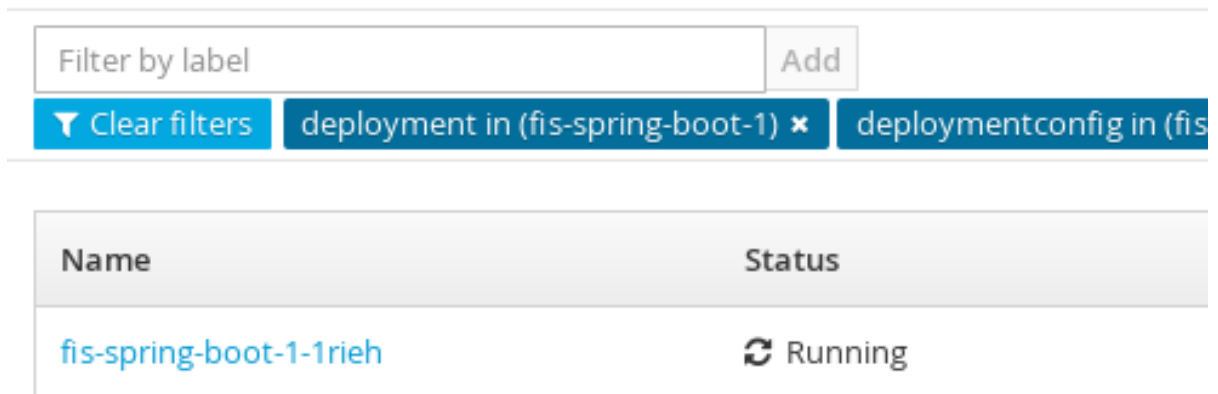 Filter by label Add
Clear filters deployment in (fis-spring-boot-1) × deploymentconfig in (fis
Name Status
fis-spring-boot-1-1rieh Running